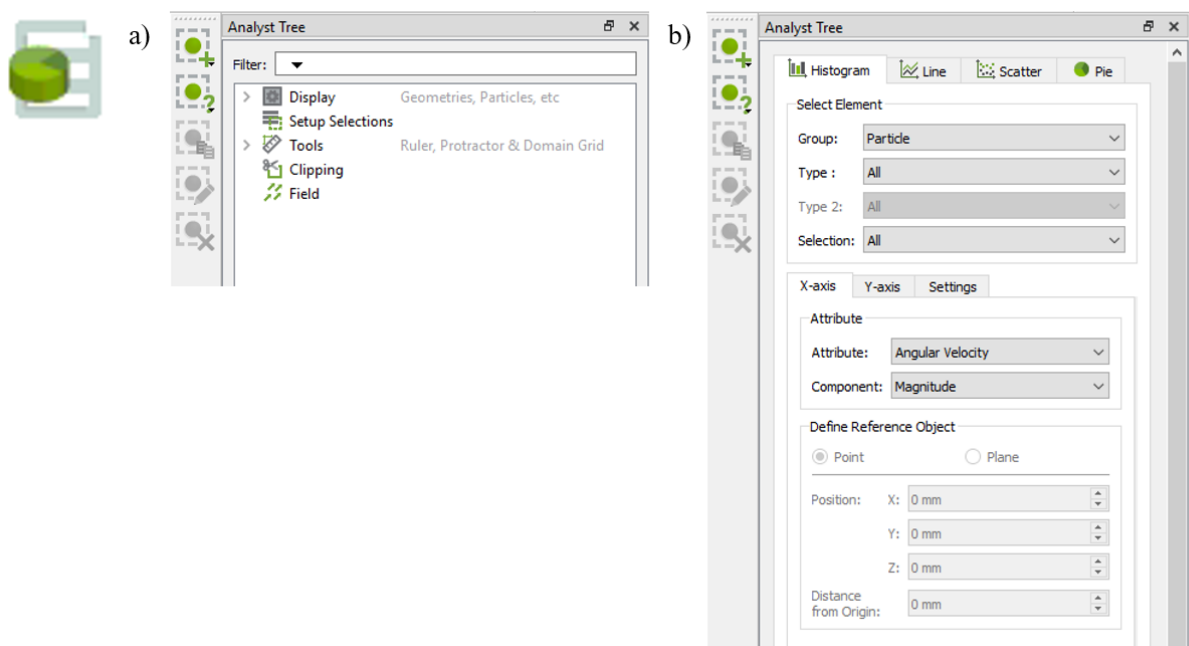 a)
Analyst Tree
Filter:
Display Geometries, Particles, etc
Setup Selections
Tools Ruler, Protractor & Domain Grid
Clipping
Field
b)
Analyst Tree
Histogram Line Scatter Pie
Select Element
Group: Particle
Type : All
Type 2: All
Selection: All
X-axis Y-axis Settings
Attribute
Attribute: Angular Velocity
Component: Magnitude
Define Reference Object
Point Plane
Position: X: 0 mm
Y: 0 mm
Z: 0 mm
Distance
from Origin: 0 mm